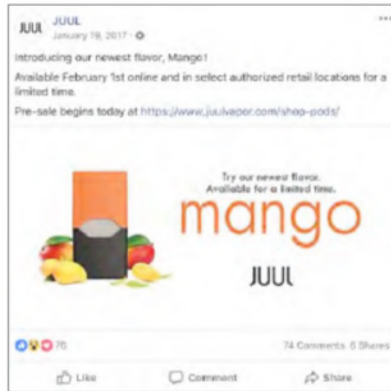 JUUL
JUUL
January 19, 2017
Introducing our newest flavor, Mango!
Available February 1st online and in select authorized retail locations for a
limited time.
Pre-sale begins today at https://www.juulvapor.com/shop-pods/
Try our newest flavor.
Available for a limited time.
mango
JUUL
76
74 Comments 6 Shares
Like
Comment
Share